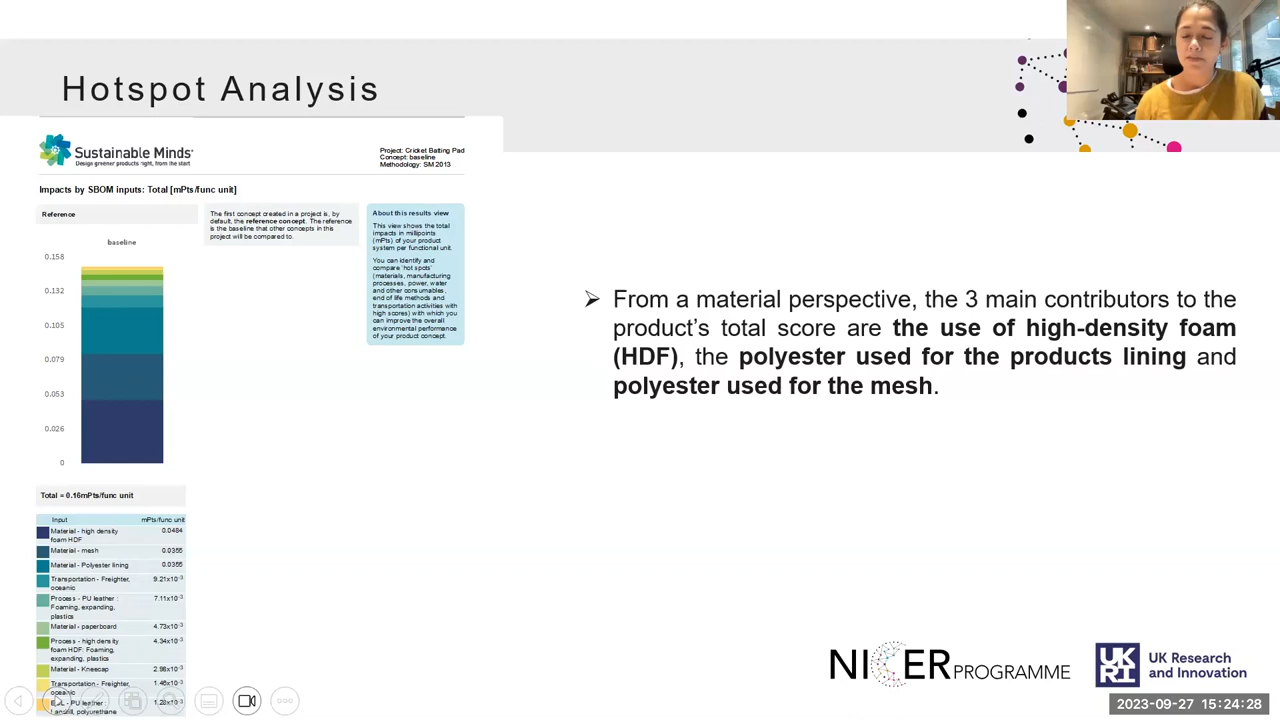 Hotspot Analysis
Sustainable Minds®
Design greener products right, from the start
Project: Cricket Batting Pad
Concept: baseline
Methodology: SM 2013
Impacts by SBOM inputs: Total [mPts/func unit]
Reference
The first concept created in a project is, by
default, the reference concept. The reference
is the baseline that other concepts in this
project will be compared to.
About this results view
This view shows the total
impacts in millipoints
(mPts) of your product
system per functional unit.
You can identify and
compare 'hot spots'
(materials, manufacturing
processes, power, water
and other consumables,
end of life methods and
transportation activities with
high scores) with which you
can improve the overall
environmental performance
of your product concept.
baseline
0.158
0.132
0.105
0.079
0.053
0.026
0
Total = 0.16mPts/func unit
Input mPts/func unit
Material - high density 0.0484
foam HDF
Material - mesh 0.0355
Material - Polyester lining 0.0355
Transportation - Freighter, 9.21x10⁻³
oceanic
Process - PU leather : 7.11x10⁻³
Foaming, expanding,
plastics
Material - paperboard 4.73x10⁻³
Process - high density 4.34x10⁻³
foam HDF: Foaming,
expanding, plastics
Material - Kneecap 2.98x10⁻³
Transportation - Freighter,
oceanic
PU leather :
Landfill, polyurethane
➢ From a material perspective, the 3 main contributors to the
product's total score are the use of high-density foam
(HDF), the polyester used for the products lining and
polyester used for the mesh.
NICER PROGRAMME
UKRI
UK Research
and Innovation
2023-09-27 15:24:28